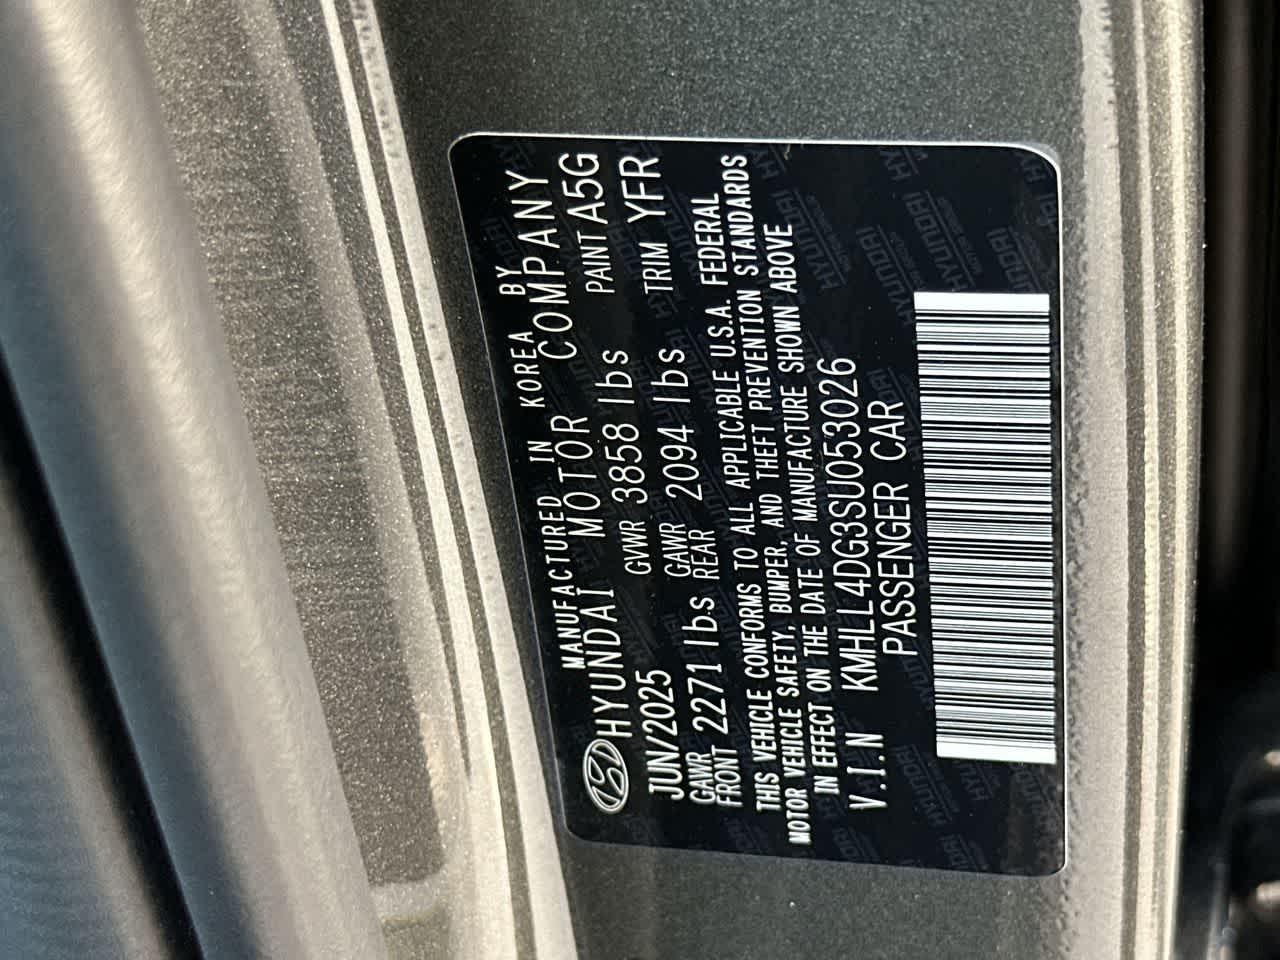 MANUFACTURED IN KOREA BY
HYUNDAI MOTOR COMPANY
JUN/2025 GVWR 3858 lbs PAINT A5G
GAWR FRONT 2271 lbs GAWR REAR 2094 lbs TRIM YFR
THIS VEHICLE CONFORMS TO ALL APPLICABLE U.S.A. FEDERAL
MOTOR VEHICLE SAFETY, BUMPER, AND THEFT PREVENTION STANDARDS
IN EFFECT ON THE DATE OF MANUFACTURE SHOWN ABOVE
V.I.N KMHLL4DG3SU053026
PASSENGER CAR